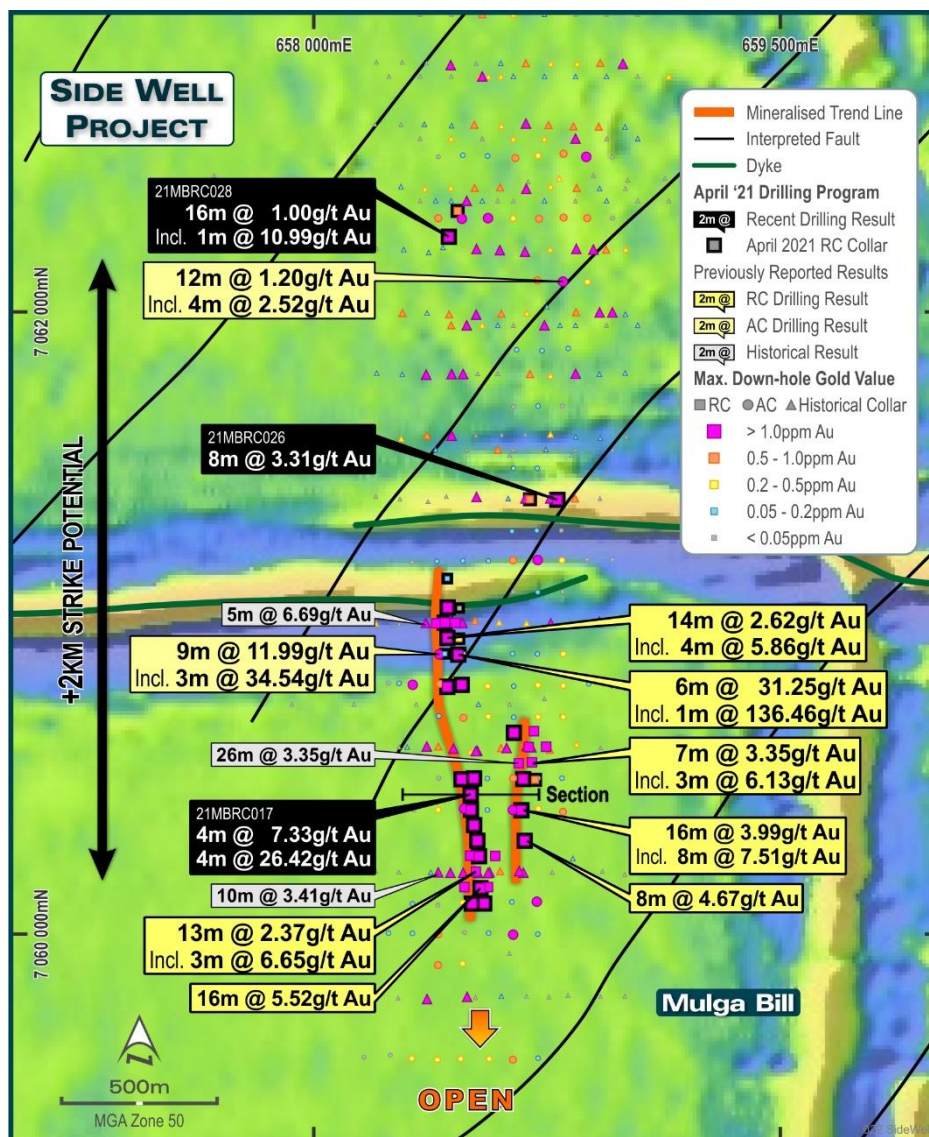 658 000mE
659 500mE
SIDE WELL
PROJECT
Mineralised Trend Line
Interpreted Fault
Dyke
April ‘21 Drilling Program
2m @ Recent Drilling Result
April 2021 RC Collar
Previously Reported Results
2m @ RC Drilling Result
2m @ AC Drilling Result
2m @ Historical Result
Max. Down-hole Gold Value
RC AC Historical Collar
> 1.0ppm Au
0.5 - 1.0ppm Au
0.2 - 0.5ppm Au
0.05 - 0.2ppm Au
< 0.05ppm Au
21MBRC028
16m @ 1.00g/t Au
Incl. 1m @ 10.99g/t Au
12m @ 1.20g/t Au
Incl. 4m @ 2.52g/t Au
7 062 000mN
21MBRC026
8m @ 3.31g/t Au
+2KM STRIKE POTENTIAL
5m @ 6.69g/t Au
9m @ 11.99g/t Au
Incl. 3m @ 34.54g/t Au
14m @ 2.62g/t Au
Incl. 4m @ 5.86g/t Au
6m @ 31.25g/t Au
Incl. 1m @ 136.46g/t Au
26m @ 3.35g/t Au
7m @ 3.35g/t Au
Incl. 3m @ 6.13g/t Au
Section
21MBRC017
4m @ 7.33g/t Au
4m @ 26.42g/t Au
16m @ 3.99g/t Au
Incl. 8m @ 7.51g/t Au
10m @ 3.41g/t Au
8m @ 4.67g/t Au
13m @ 2.37g/t Au
Incl. 3m @ 6.65g/t Au
7 060 000mN
16m @ 5.52g/t Au
Mulga Bill
N
500m
MGA Zone 50
OPEN